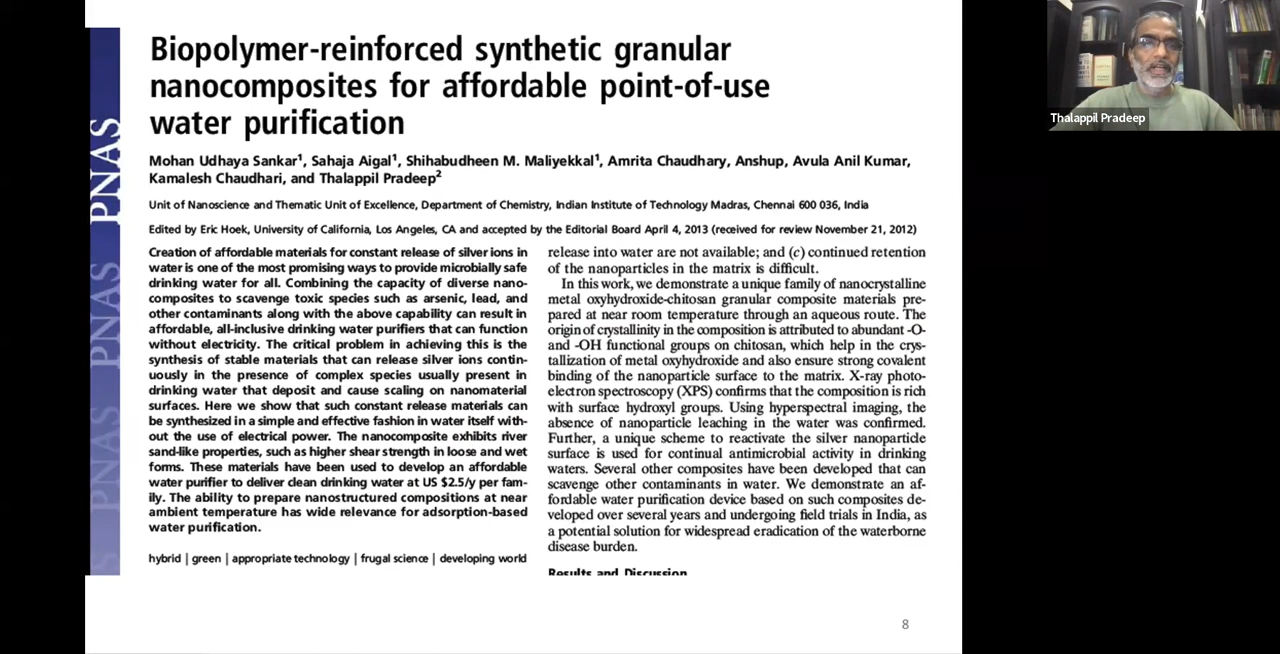 Biopolymer-reinforced synthetic granular
nanocomposites for affordable point-of-use
water purification
Mohan Udhaya Sankar¹, Sahaja Aigal¹, Shihabudheen M. Maliyekkal¹, Amrita Chaudhary, Anshup, Avula Anil Kumar,
Kamalesh Chaudhari, and Thalappil Pradeep²
Unit of Nanoscience and Thematic Unit of Excellence, Department of Chemistry, Indian Institute of Technology Madras, Chennai 600 036, India
Edited by Eric Hoek, University of California, Los Angeles, CA and accepted by the Editorial Board April 4, 2013 (received for review November 21, 2012)
Creation of affordable materials for constant release of silver ions in
water is one of the most promising ways to provide microbially safe
drinking water for all. Combining the capacity of diverse nano-
composites to scavenge toxic species such as arsenic, lead, and
other contaminants along with the above capability can result in
affordable, all-inclusive drinking water purifiers that can function
without electricity. The critical problem in achieving this is the
synthesis of stable materials that can release silver ions contin-
uously in the presence of complex species usually present in
drinking water that deposit and cause scaling on nanomaterial
surfaces. Here we show that such constant release materials can
be synthesized in a simple and effective fashion in water itself with-
out the use of electrical power. The nanocomposite exhibits river
sand-like properties, such as higher shear strength in loose and wet
forms. These materials have been used to develop an affordable
water purifier to deliver clean drinking water at US $2.5/y per fam-
ily. The ability to prepare nanostructured compositions at near
ambient temperature has wide relevance for adsorption-based
water purification.
hybrid | green | appropriate technology | frugal science | developing world
release into water are not available; and (c) continued retention
of the nanoparticles in the matrix is difficult.
In this work, we demonstrate a unique family of nanocrystalline
metal oxyhydroxide-chitosan granular composite materials pre-
pared at near room temperature through an aqueous route. The
origin of crystallinity in the composition is attributed to abundant -O-
and -OH functional groups on chitosan, which help in the crys-
tallization of metal oxyhydroxide and also ensure strong covalent
binding of the nanoparticle surface to the matrix. X-ray photo-
electron spectroscopy (XPS) confirms that the composition is rich
with surface hydroxyl groups. Using hyperspectral imaging, the
absence of nanoparticle leaching in the water was confirmed.
Further, a unique scheme to reactivate the silver nanoparticle
surface is used for continual antimicrobial activity in drinking
waters. Several other composites have been developed that can
scavenge other contaminants in water. We demonstrate an af-
fordable water purification device based on such composites de-
veloped over several years and undergoing field trials in India, as
a potential solution for widespread eradication of the waterborne
disease burden.
Results and Discussion
PNAS
PNAS
PNAS
PNAS
8
Thalappil Pradeep